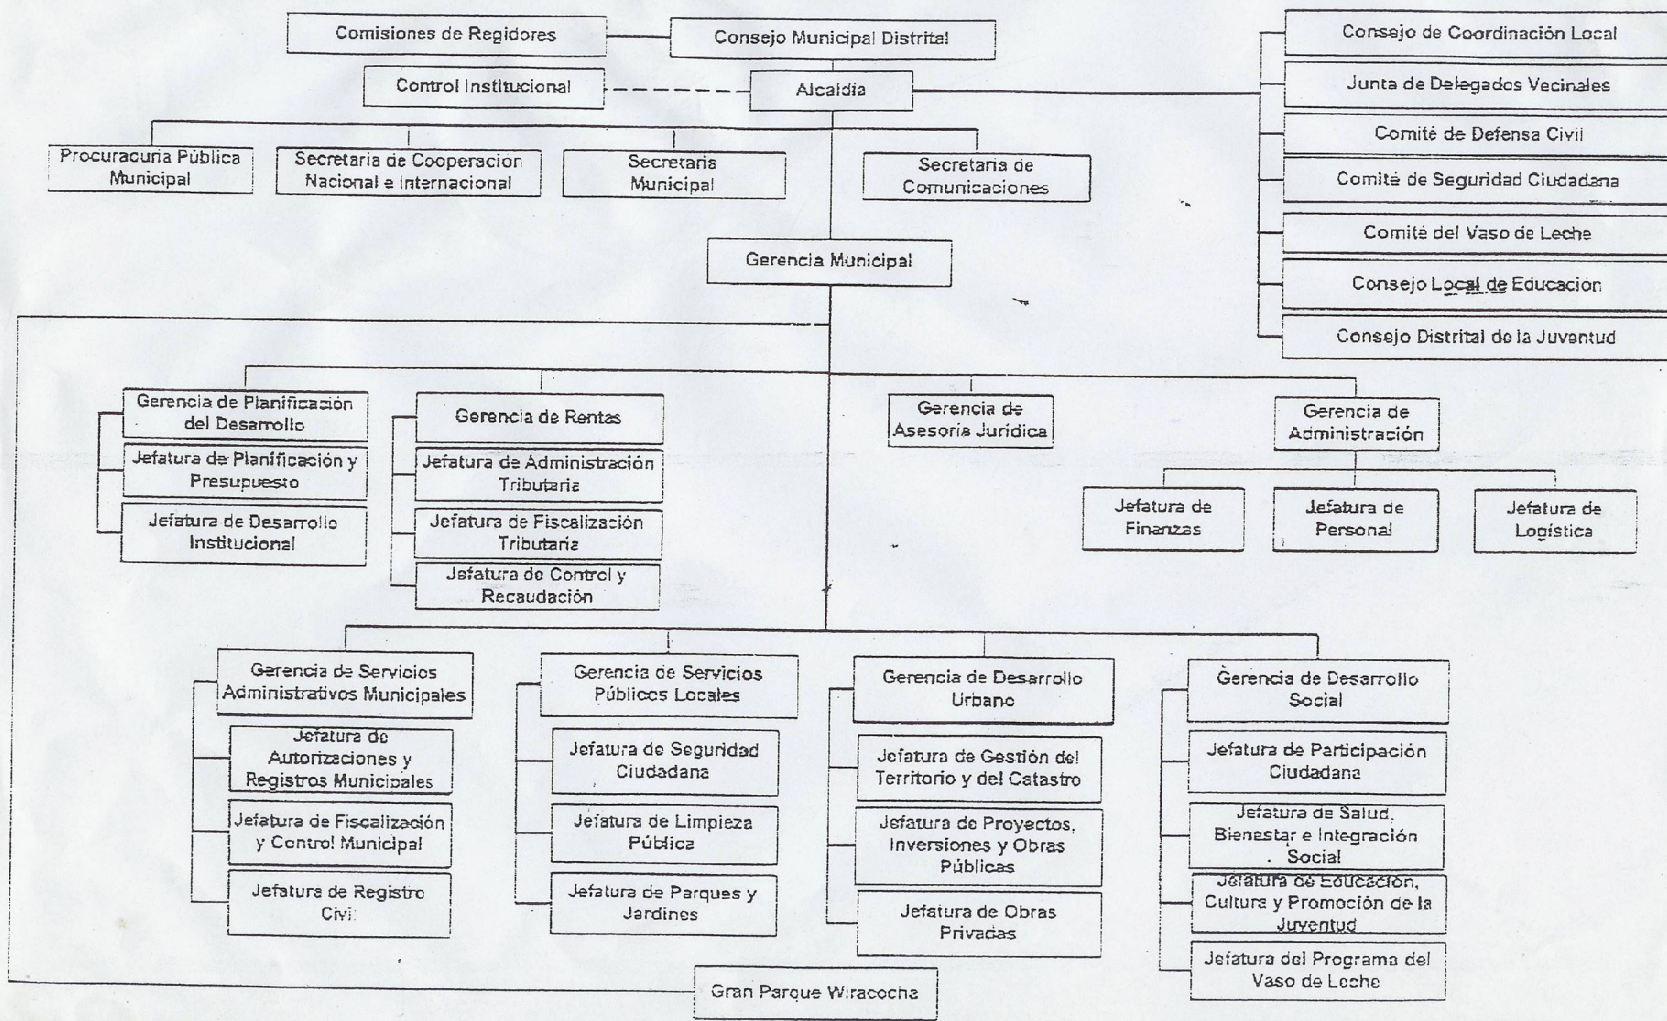 Comisiones de Regidores
Consejo Municipal Distrital
Consejo de Coordinación Local
Control Institucional
Alcaldía
Junta de Delegados Vecinales
Comité de Defensa Civil
Comité de Seguridad Ciudadana
Comité del Vaso de Leche
Consejo Local de Educacion
Consejo Distrital de la Juventud
Procuracuria Pública
Municipal
Secretaria de Cooperación
Nacional e Internacional
Secretaria
Municipal
Secretaria de
Comunicaciones
Gerencia Municipal
Gerencia de Planificación
del Desarrollo
Jefatura de Planificación y
Presupuesto
Jefatura de Desarrollo
Institucional
Gerencia de Rentas
Jefatura de Administración
Tributaria
Jefatura de Fiscalización
Tributaria
Jefatura de Control y
Recaudación
Gerencia de
Asesoría Jurídica
Gerencia de
Administración
Jefatura de
Finanzas
Jefatura de
Personal
Jefatura de
Logística
Gerencia de Servicios
Administrativos Municipales
Jefatura de
Autorizaciones y
Registros Municipales
Jefatura de Fiscalización
y Control Municipal
Jefatura de Registro
Civil
Gerencia de Servicios
Públicos Locales
Jefatura de Seguridad
Ciudadana
Jefatura de Limpieza
Pública
Jefatura de Parques y
Jardines
Gerencia de Desarrollo
Urbano
Jefatura de Gestión del
Territorio y del Catastro
Jefatura de Proyectos,
Inversiones y Obras
Públicas
Jefatura de Obras
Privadas
Gerencia de Desarrollo
Social
Jefatura de Participación
Ciudadana
Jefatura de Salud,
Bienestar e Integración
Social
Jefatura de Educación,
Cultura y Promoción de la
Juventud
Jefatura del Programa del
Vaso de Leche
Gran Parque Wiracocha